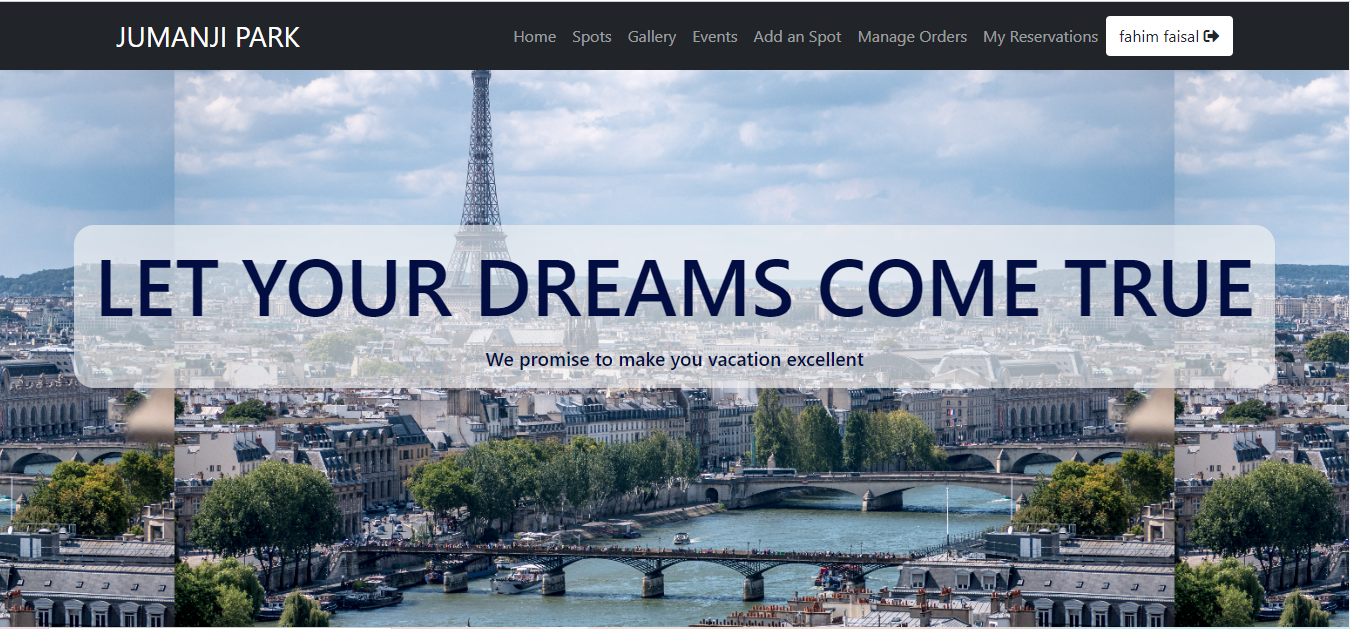 JUMANJI PARK
Home Spots Gallery Events Add an Spot Manage Orders My Reservations fahim faisal
LET YOUR DREAMS COME TRUE
We promise to make you vacation excellent